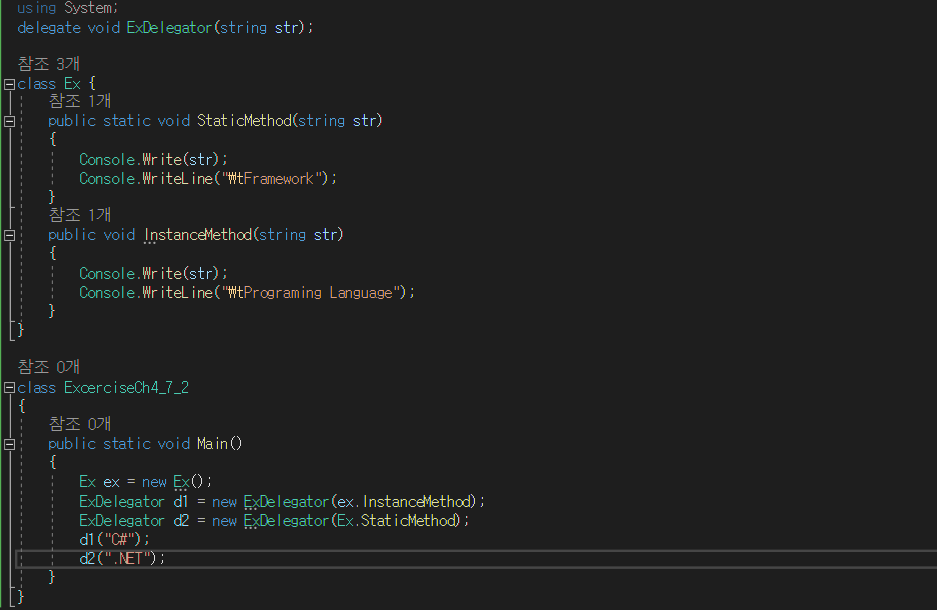 using System;
delegate void ExDelegator(string str);
참조 3개
class Ex {
참조 1개
public static void StaticMethod(string str)
{
Console.Write(str);
Console.WriteLine("₩tFramework");
}
참조 1개
public void InstanceMethod(string str)
{
Console.Write(str);
Console.WriteLine("₩tPrograming Language");
}
}
참조 0개
class ExcerciseCh4_7_2
{
참조 0개
public static void Main()
{
Ex ex = new Ex();
ExDelegator d1 = new ExDelegator(ex.InstanceMethod);
ExDelegator d2 = new ExDelegator(Ex.StaticMethod);
d1("C#");
d2(".NET");
}
}